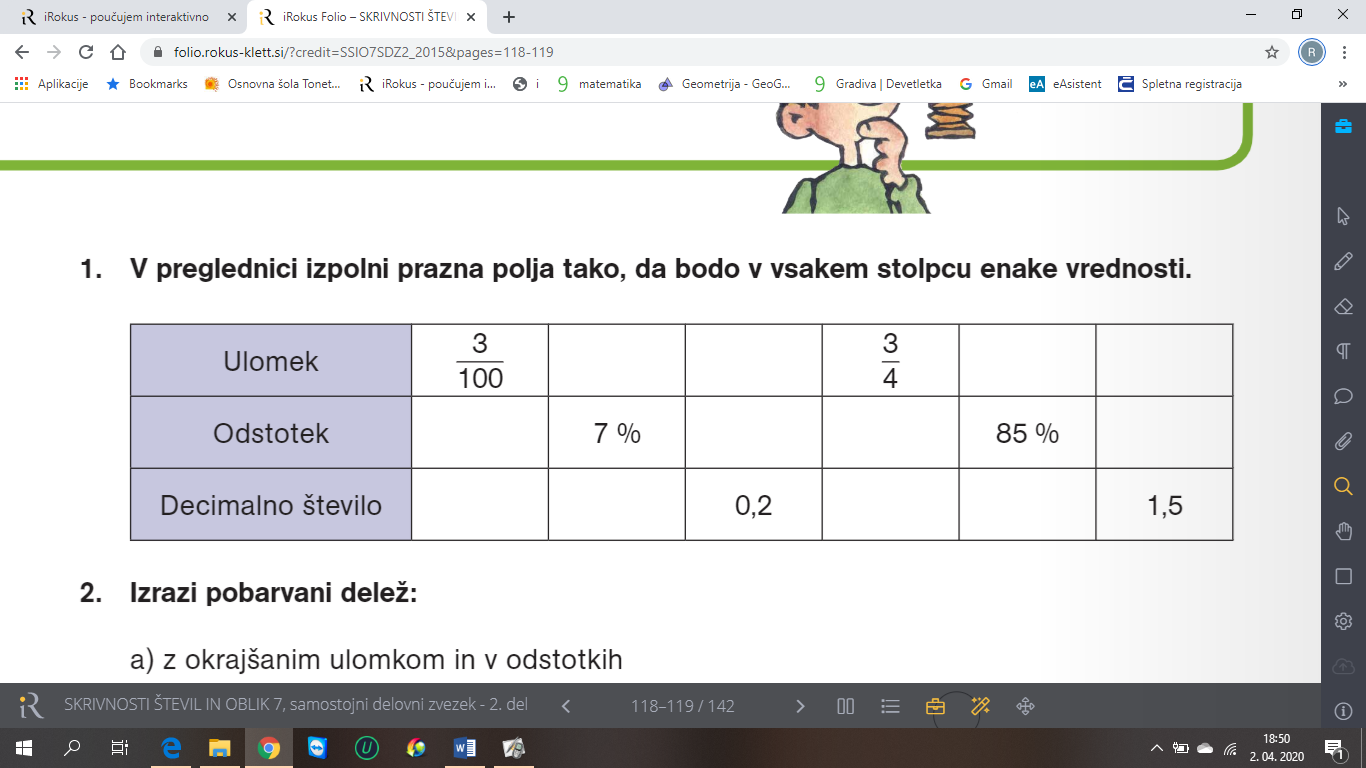 iRokus - poučujem interaktivno
iRokus Folio – SKRIVNOSTI ŠTEVI
folio.rokus-klett.si/?credit=SSIO7SDZ2_2015&pages=118-119
R
Aplikacije Bookmarks Osnovna šola Tonet... iRokus - poučujem i... i matematika Geometrija - GeoG... Gradiva | Devetletka Gmail eAsistent Spletna registracija »
1. V preglednici izpolni prazna polja tako, da bodo v vsakem stolpcu enake vrednosti.
Ulomek 3/100 3/4
Odstotek 7 % 85 %
Decimalno število 0,2 1,5
2. Izrazi pobarvani delež:
a) z okrajšanim ulomkom in v odstotkih
iR SKRIVNOSTI ŠTEVIL IN OBLIK 7, samostojni delovni zvezek - 2. del 118–119 / 142
18:50
2. 04. 2020
1